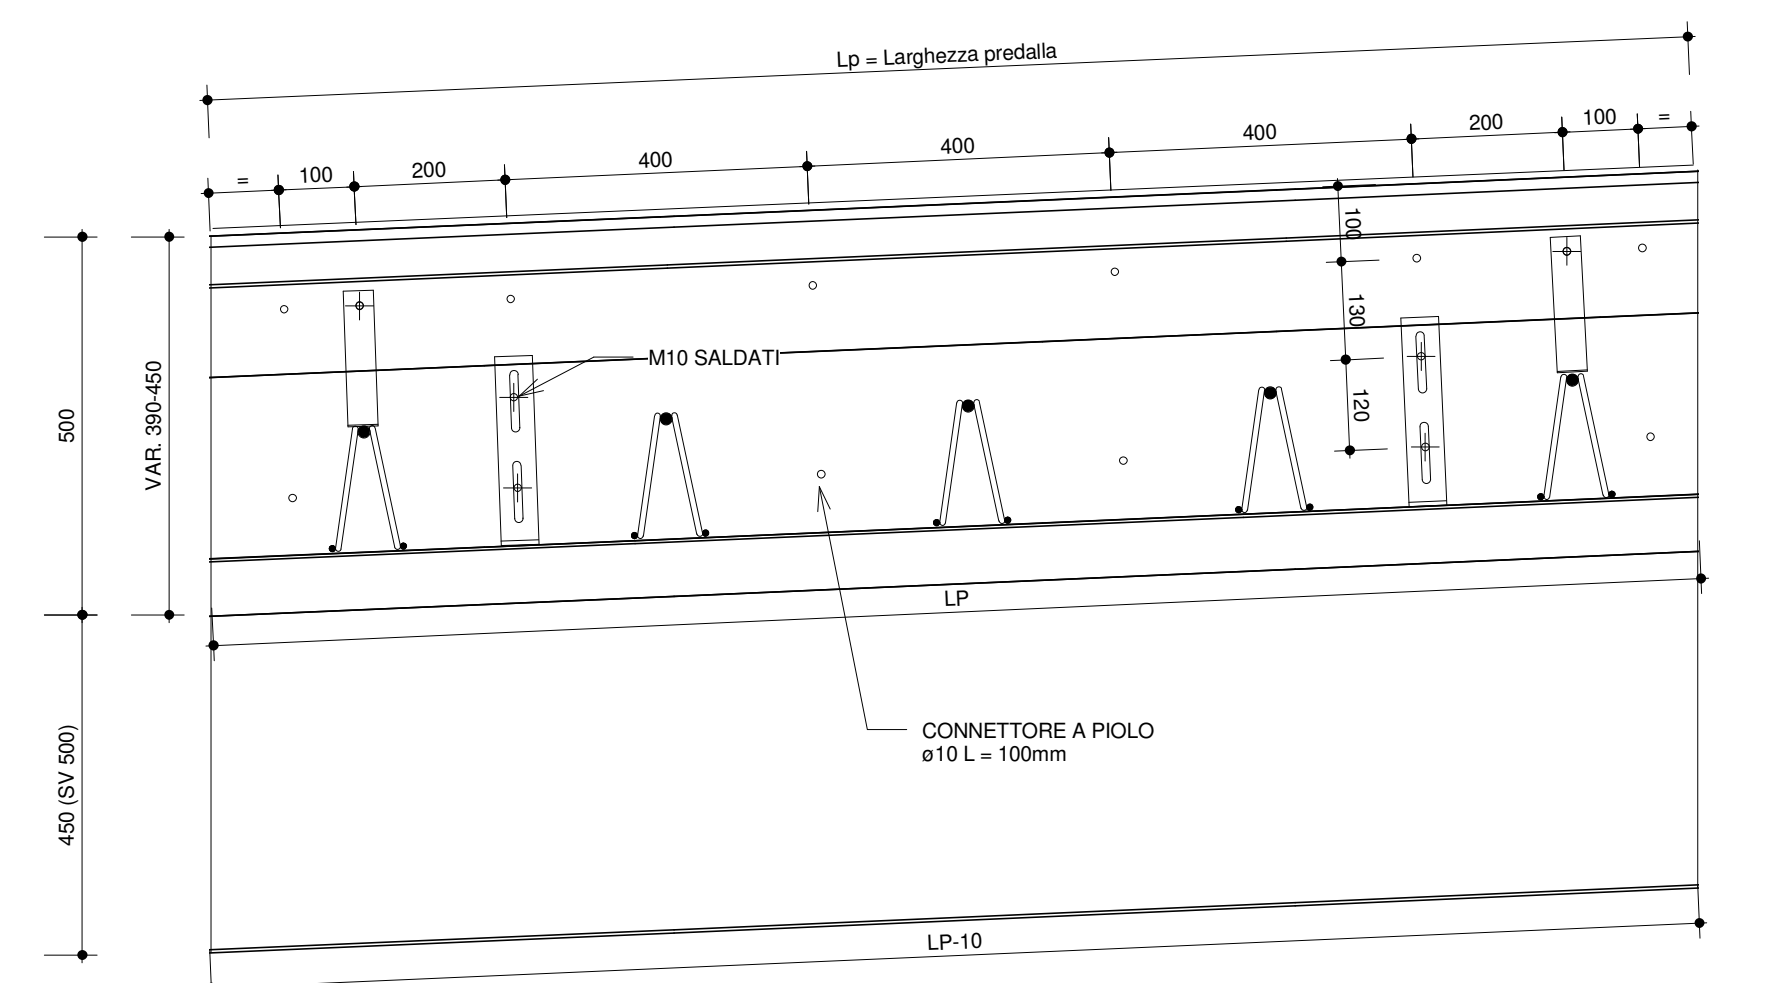 Lp = Larghezza predalla
= 100 200 400 400 400 200 100 =
100
130
120
M10 SALDATI
500
VAR. 390-450
LP
450 (SV 500)
CONNETTORE A PIOLO
ø10 L = 100mm
LP-10